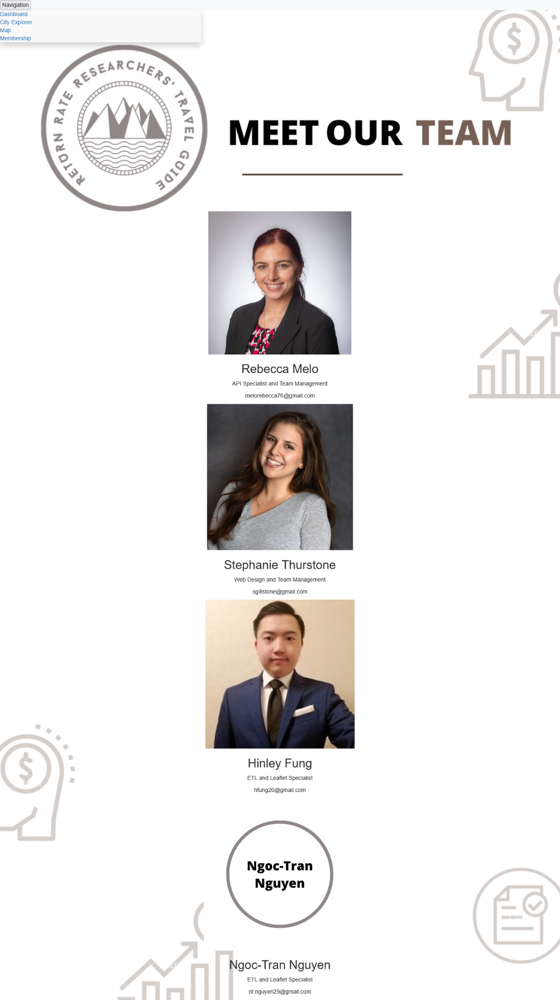 Navigation
Dashboard
City Explorer
Map
Membership
RETURN RATE RESEARCHERS' TRAVEL GUIDE
MEET OUR TEAM
Rebecca Melo
API Specialist and Team Management
melorebecca76@gmail.com
Stephanie Thurstone
Web Design and Team Management
sgillstone@gmail.com
Hinley Fung
ETL and Leaflet Specialist
hfung20@gmail.com
Ngoc-Tran
Nguyen
Ngoc-Tran Nguyen
ETL and Leaflet Specialist
nt.nguyen29@gmail.com